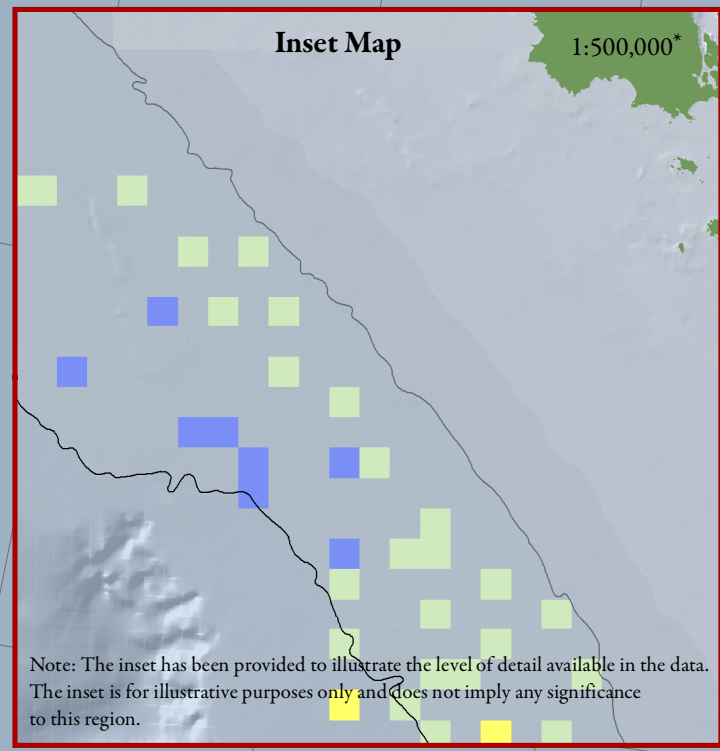 Inset Map
1:500,000*
Note: The inset has been provided to illustrate the level of detail available in the data.
The inset is for illustrative purposes only and does not imply any significance
to this region.